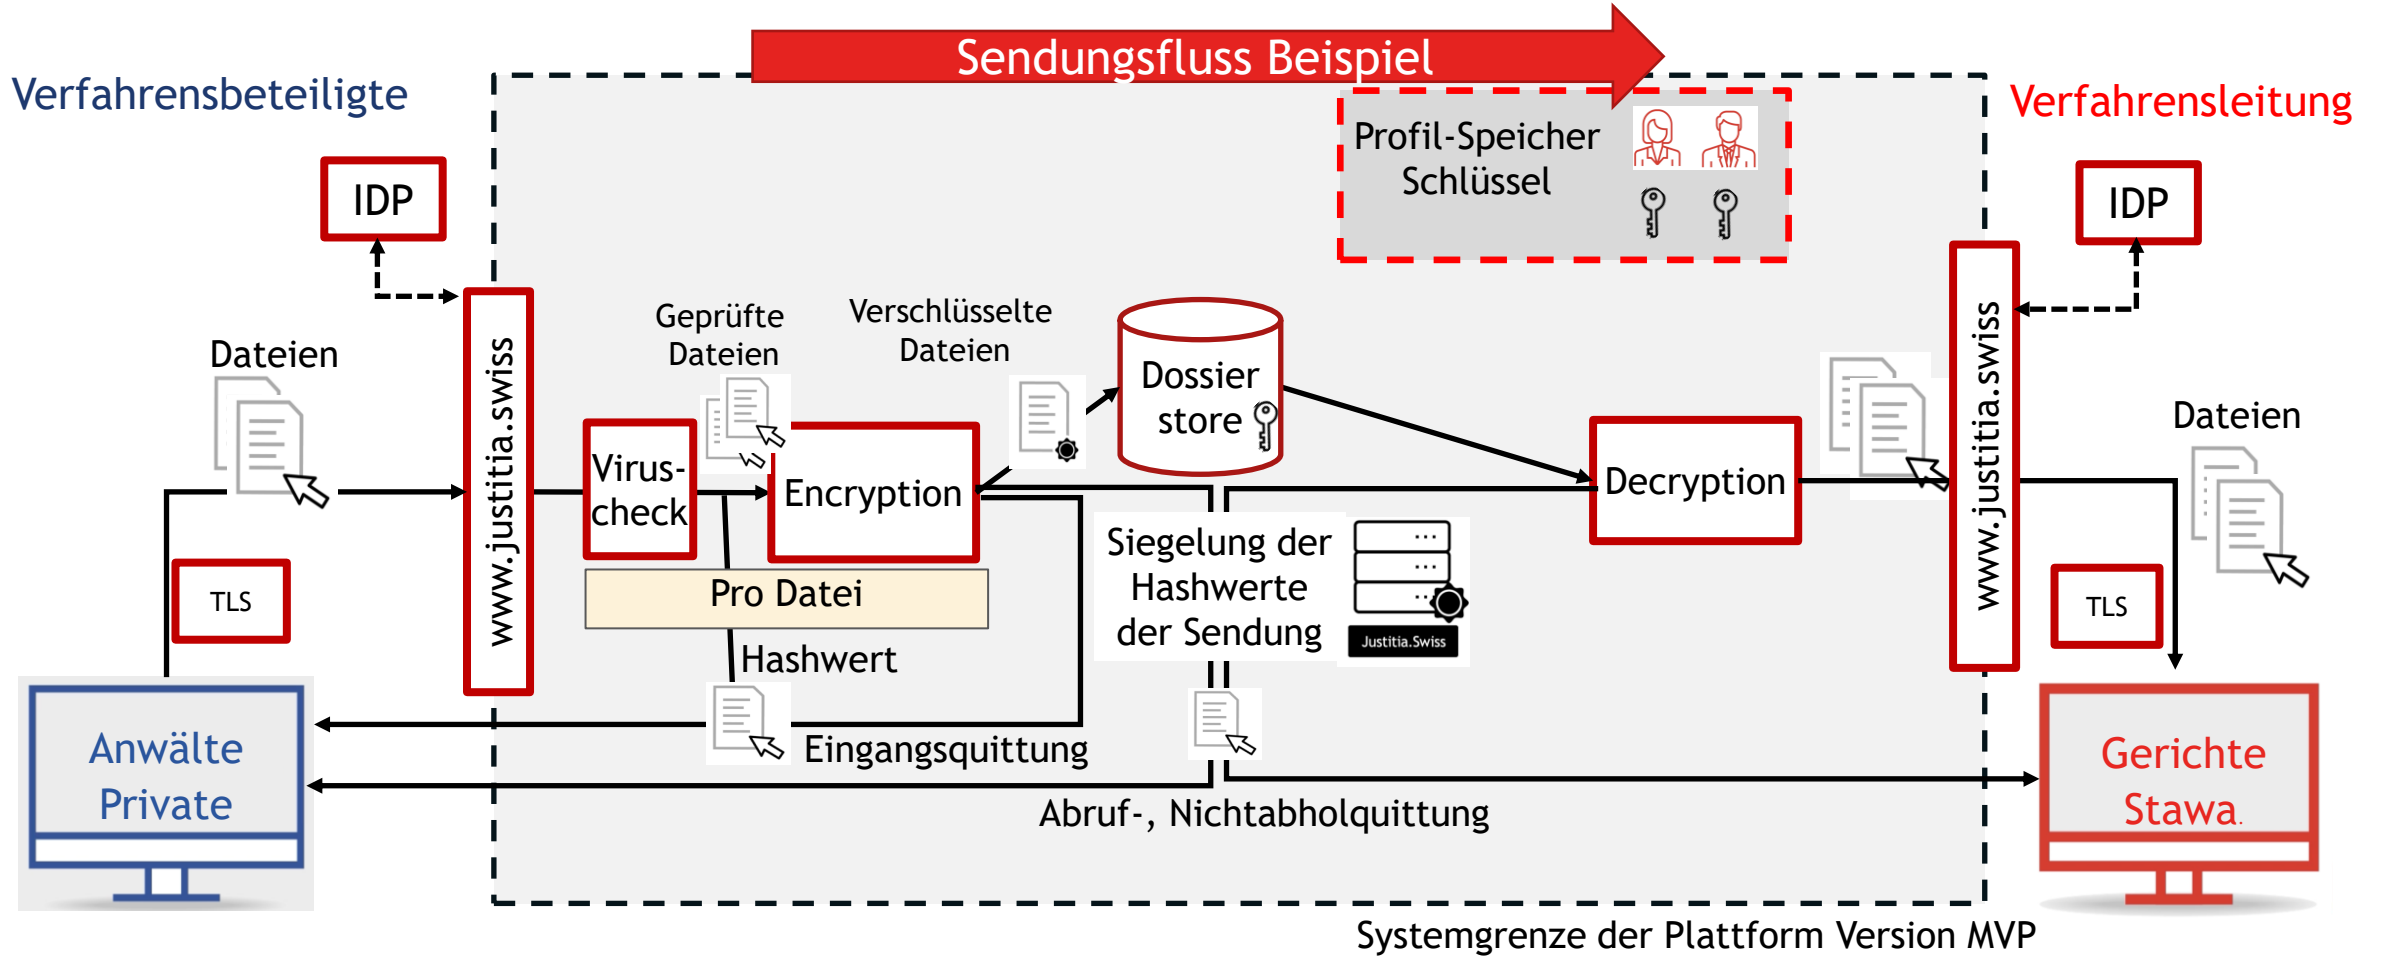 Sendungsfluss Beispiel
Verfahrensbeteiligte
Verfahrensleitung
Profil-Speicher
Schlüssel
IDP
IDP
Dateien
www.justitia.swiss
Geprüfte
Dateien
Verschlüsselte
Dateien
Dossier
store
Virus-
check
Encryption
Decryption
www.justitia.swiss
Dateien
TLS
Pro Datei
Hashwert
Siegelung der
Hashwerte
der Sendung
Justitia.Swiss
TLS
Anwälte
Private
Eingangsquittung
Abruf-, Nichtabholquittung
Gerichte
Stawa.
Systemgrenze der Plattform Version MVP